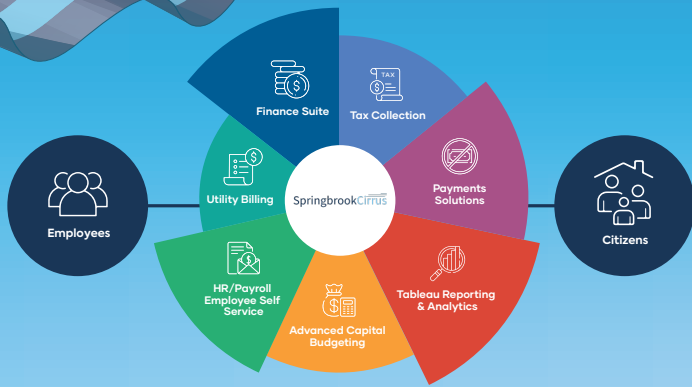 Finance Suite
TAX
Tax Collection
Utility Billing
SpringbrookCirrus
Payments
Solutions
Employees
Citizens
HR/Payroll
Employee Self
Service
Tableau Reporting
& Analytics
Advanced Capital
Budgeting